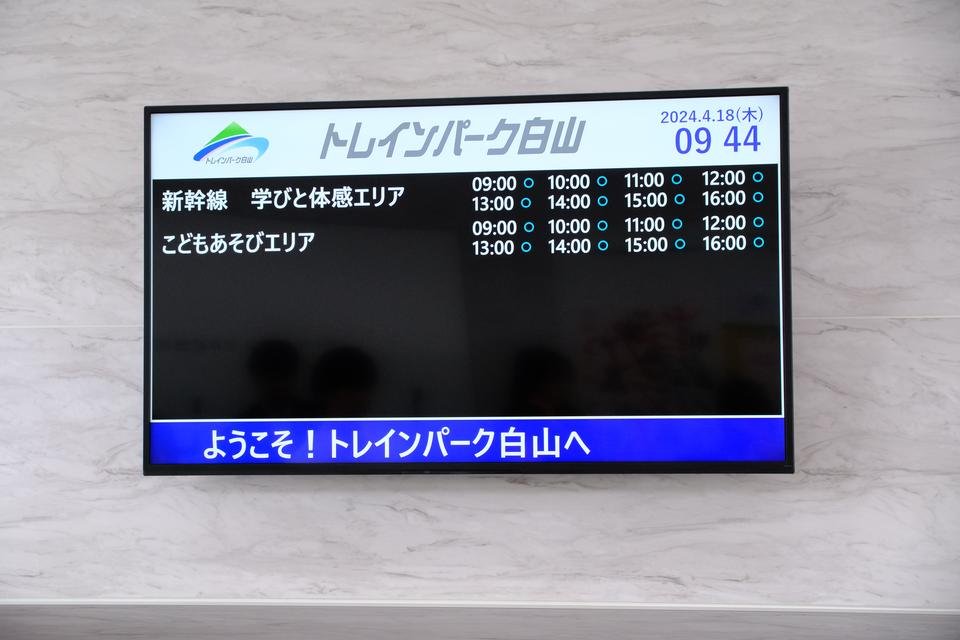 トレインパーク白山
トレインパーク白山
2024.4.18(木)
09 44
新幹線　学びと体感エリア
09:00 ○ 10:00 ○ 11:00 ○ 12:00 ○
13:00 ○ 14:00 ○ 15:00 ○ 16:00 ○
こどもあそびエリア
09:00 ○ 10:00 ○ 11:00 ○ 12:00 ○
13:00 ○ 14:00 ○ 15:00 ○ 16:00 ○
ようこそ！トレインパーク白山へ